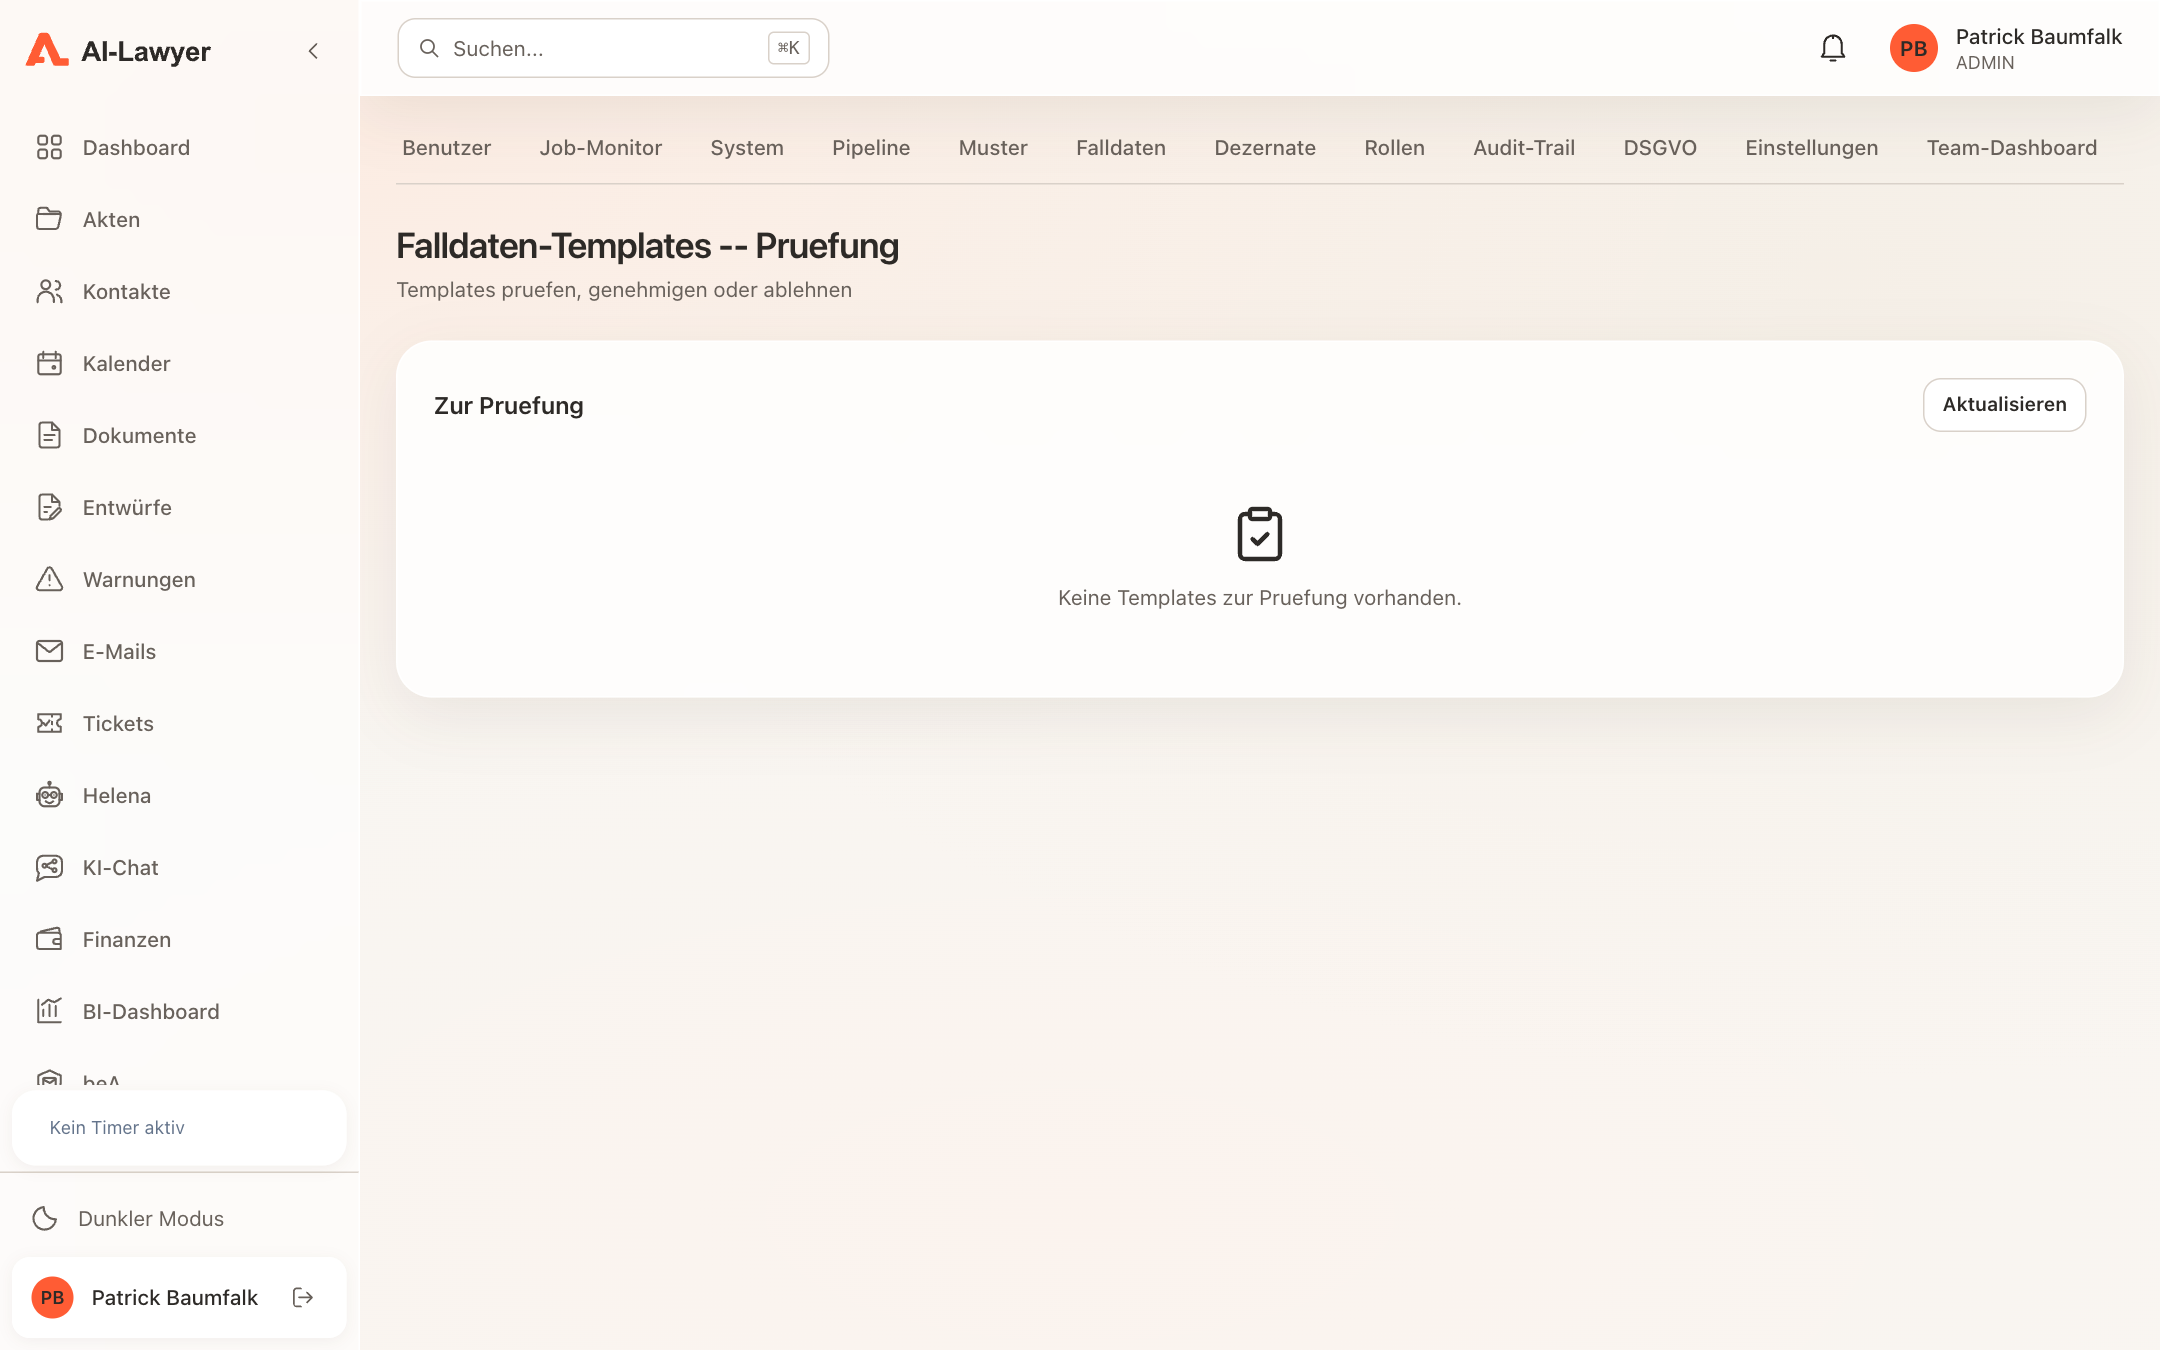 AI-Lawyer
Suchen...
⌘K
PB
Patrick Baumfalk
ADMIN
Dashboard
Akten
Kontakte
Kalender
Dokumente
Entwürfe
Warnungen
E-Mails
Tickets
Helena
KI-Chat
Finanzen
BI-Dashboard
beA
Kein Timer aktiv
Dunkler Modus
PB
Patrick Baumfalk
Benutzer
Job-Monitor
System
Pipeline
Muster
Falldaten
Dezernate
Rollen
Audit-Trail
DSGVO
Einstellungen
Team-Dashboard
Falldaten-Templates -- Pruefung
Templates pruefen, genehmigen oder ablehnen
Zur Pruefung
Aktualisieren
Keine Templates zur Pruefung vorhanden.